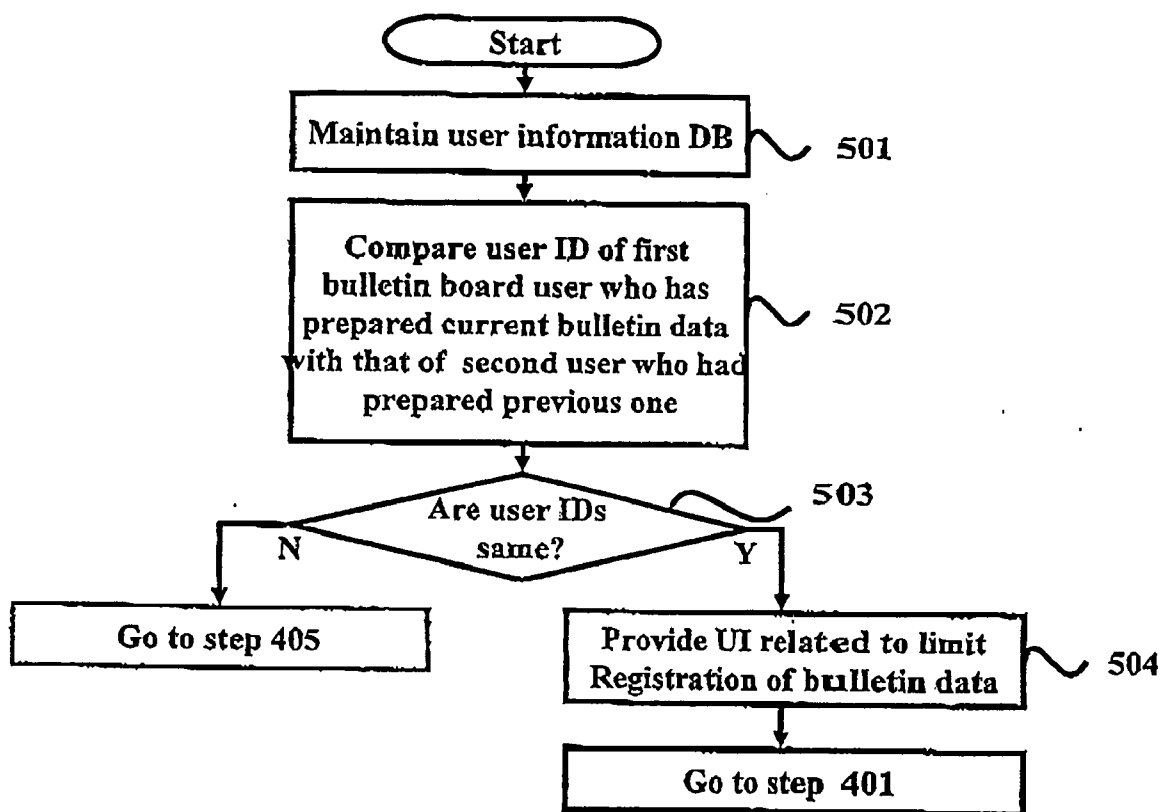 Start
Maintain user information DB
501
Compare user ID of first
bulletin board user who has
prepared current bulletin data
with that of second user who had
prepared previous one
502
Are user IDs
same?
503
N
Y
Go to step 405
Provide UI related to limit
Registration of bulletin data
504
Go to step 401